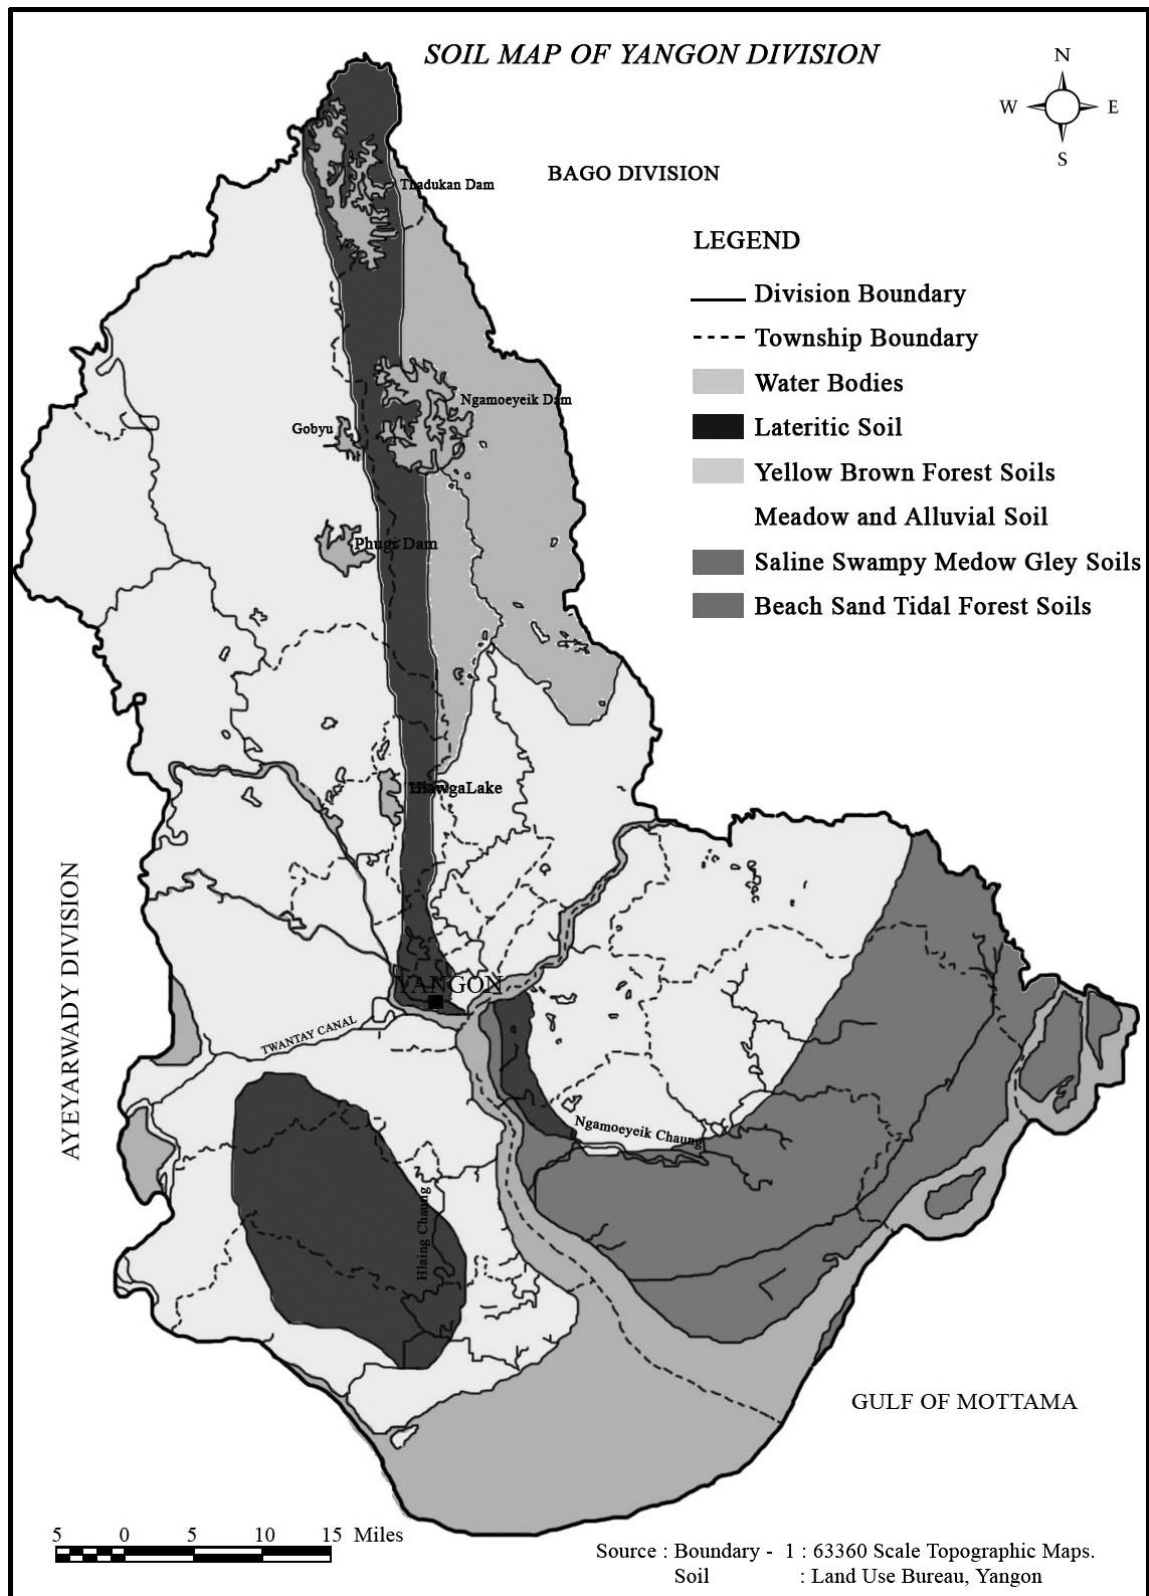 SOIL MAP OF YANGON DIVISION
N
W E
S
BAGO DIVISION
Thadukan Dam
LEGEND
Division Boundary
Township Boundary
Water Bodies
Lateritic Soil
Yellow Brown Forest Soils
Meadow and Alluvial Soil
Saline Swampy Medow Gley Soils
Beach Sand Tidal Forest Soils
Ngamoeyeik Dam
Gobyu
Phugi Dam
HlawgaLake
AYEYARWADY DIVISION
YANGON
TWANTAY CANAL
Ngamoeyeik Chaung
Hlaing Chaung
GULF OF MOTTAMA
5 0 5 10 15 Miles
Source : Boundary - 1 : 63360 Scale Topographic Maps.
Soil : Land Use Bureau, Yangon